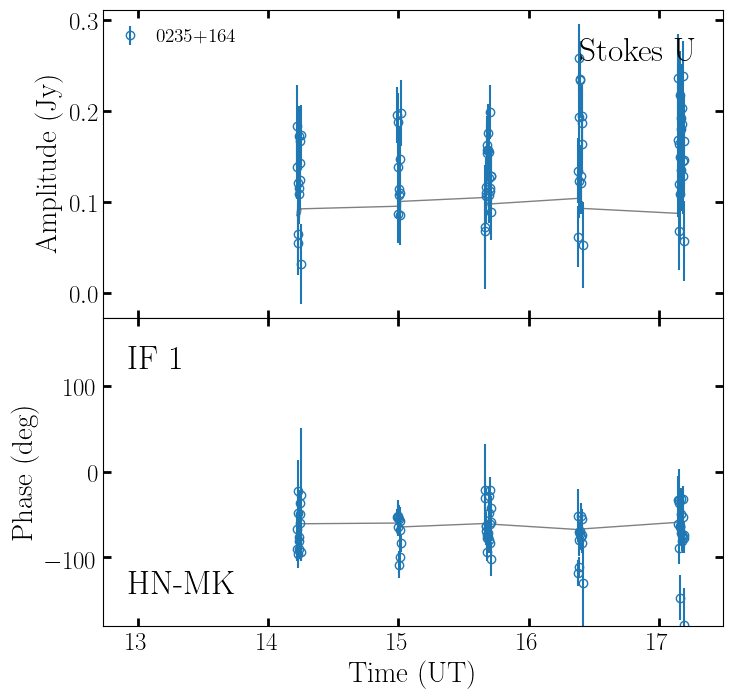 0.3
0.2
0.1
0.0
Amplitude (Jy)
0235+164
Stokes U
100
0
−100
Phase (deg)
IF 1
HN-MK
13 14 15 16 17
Time (UT)